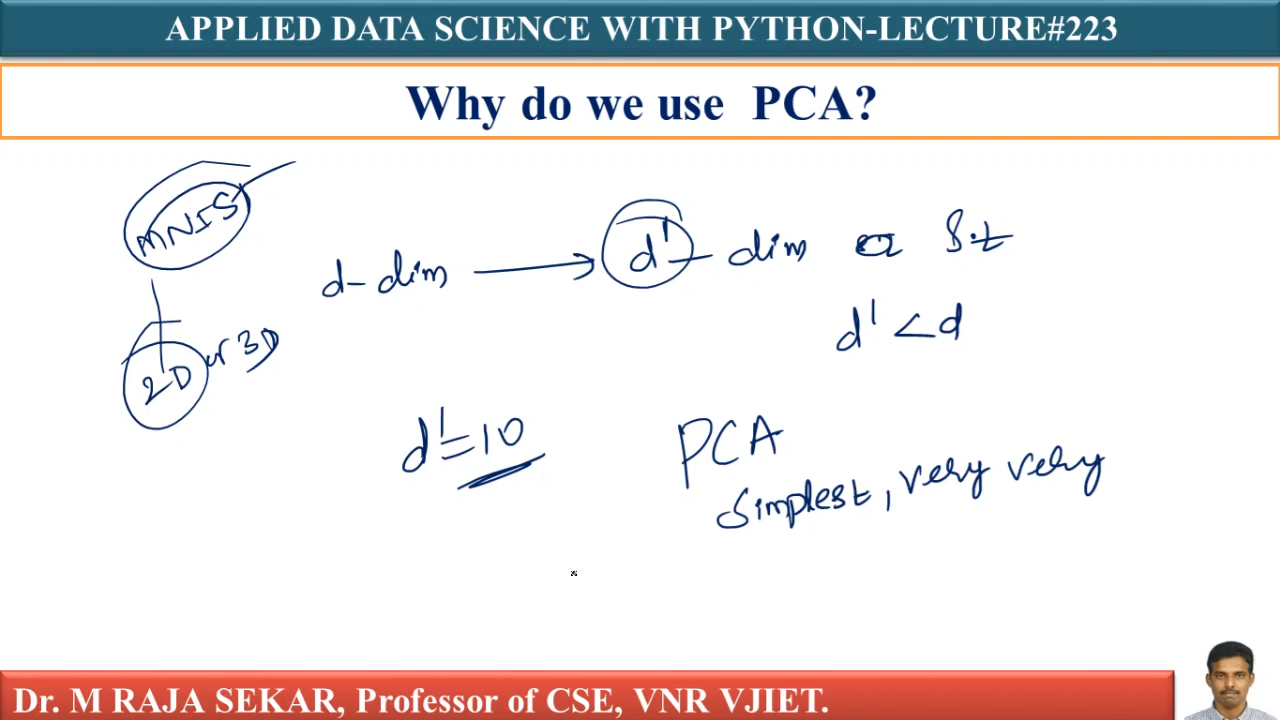 APPLIED DATA SCIENCE WITH PYTHON-LECTURE#223
Why do we use PCA?
MNIS
d-dim → d' - dim s.t
d' < d
2D or 3D
d' = 10
PCA
simplest, very very
Dr. M RAJA SEKAR, Professor of CSE, VNR VJIET.